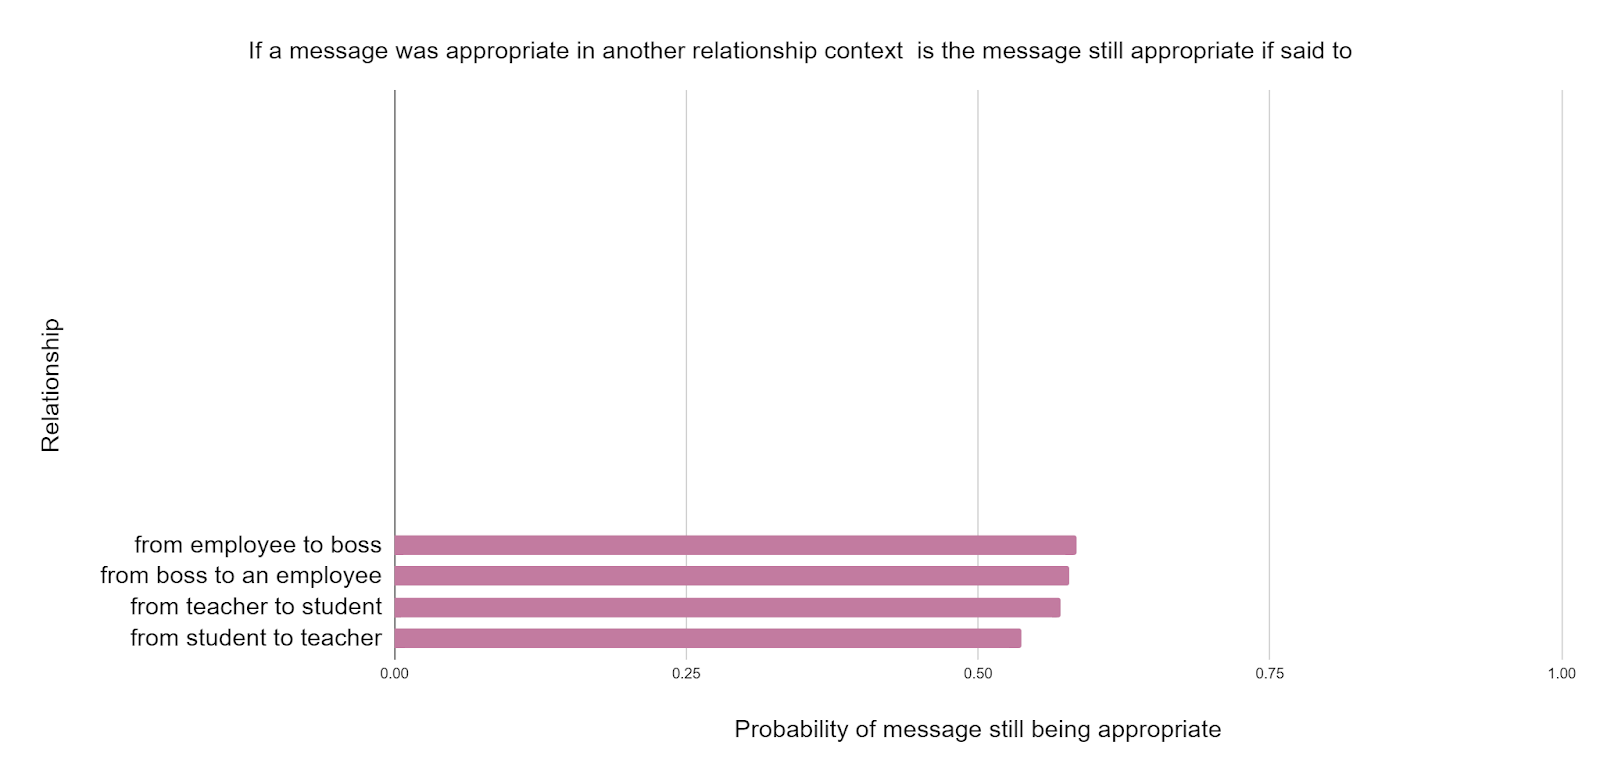 If a message was appropriate in another relationship context  is the message still appropriate if said to
Relationship
from employee to boss
from boss to an employee
from teacher to student
from student to teacher
0.00 0.25 0.50 0.75 1.00
Probability of message still being appropriate